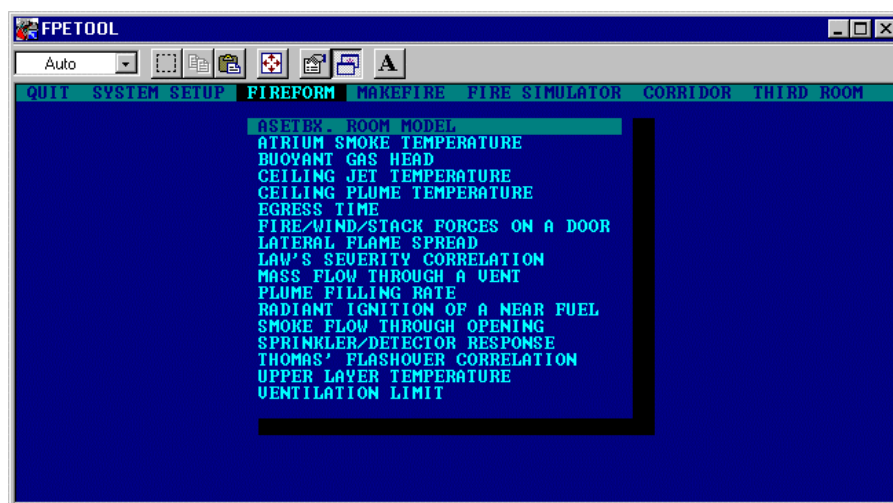 FPETOOL
Auto
A
QUIT SYSTEM SETUP FIREFORM MAKEFIRE FIRE SIMULATOR CORRIDOR THIRD ROOM
ASETBX. ROOM MODEL
ATRIUM SMOKE TEMPERATURE
BUOYANT GAS HEAD
CEILING JET TEMPERATURE
CEILING PLUME TEMPERATURE
EGRESS TIME
FIRE/WIND/STACK FORCES ON A DOOR
LATERAL FLAME SPREAD
LAW'S SEVERITY CORRELATION
MASS FLOW THROUGH A VENT
PLUME FILLING RATE
RADIANT IGNITION OF A NEAR FUEL
SMOKE FLOW THROUGH OPENING
SPRINKLER/DETECTOR RESPONSE
THOMAS' FLASHOVER CORRELATION
UPPER LAYER TEMPERATURE
VENTILATION LIMIT